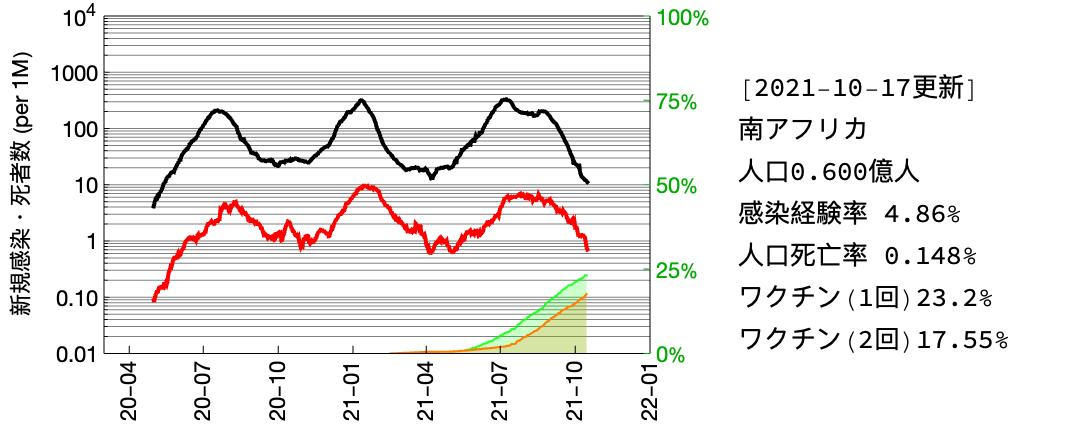 10^4
1000
100
10
1
0.10
0.01
新規感染・死者数 (per 1M)
100%
75%
50%
25%
0%
20-04
20-07
20-10
21-01
21-04
21-07
21-10
22-01
[2021-10-17更新]
南アフリカ
人口0.600億人
感染経験率 4.86%
人口死亡率 0.148%
ワクチン(1回)23.2%
ワクチン(2回)17.55%